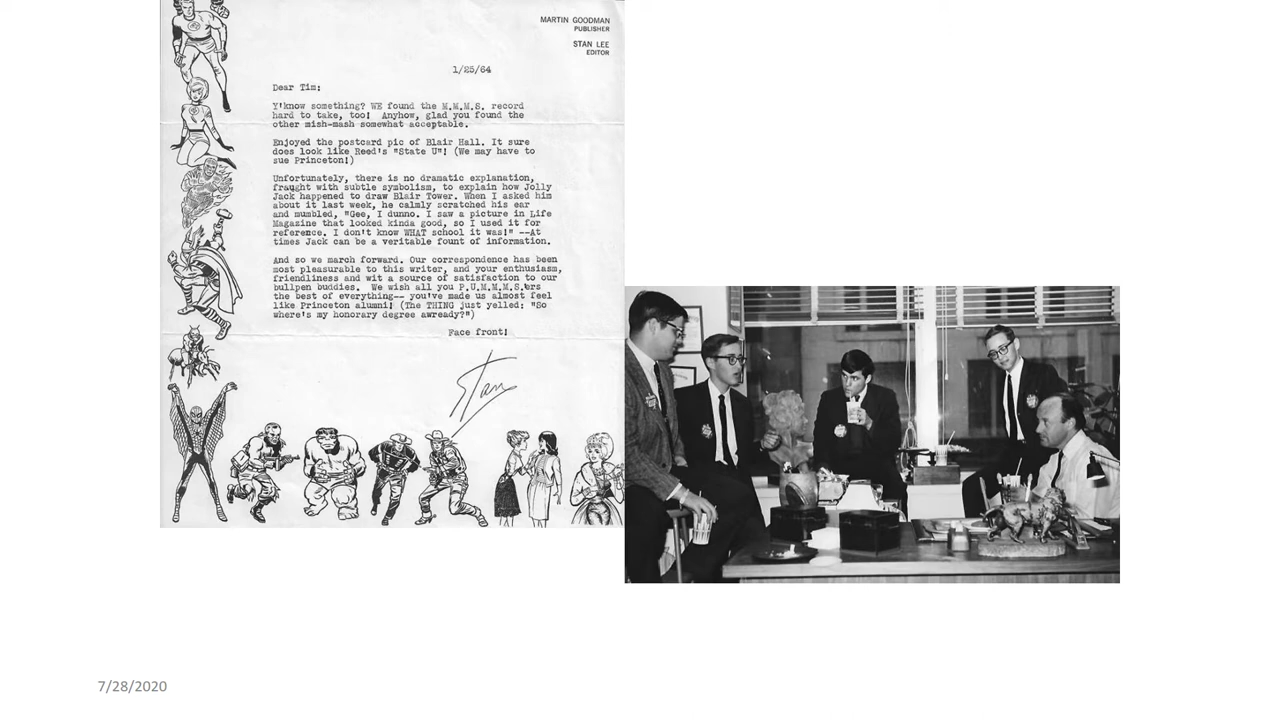 MARTIN GOODMAN
PUBLISHER
STAN LEE
EDITOR
1/25/64
Dear Tim:
Y'know something? WE found the M.M.M.S. record
hard to take, too! Anyhow, glad you found the
other mish-mash somewhat acceptable.
Enjoyed the postcard pic of Blair Hall. It sure
does look like Reed's "State U"! (We may have to
sue Princeton!)
Unfortunately, there is no dramatic explanation,
fraught with subtle symbolism, to explain how Jolly
Jack happened to draw Blair Tower. When I asked him
about it last week, he calmly scratched his ear
and mumbled, "Gee, I dunno. I saw a picture in Life
Magazine that looked kinda good, so I used it for
reference. I don't know WHAT school it was!" --At
times Jack can be a veritable fount of information.
And so we march forward. Our correspondence has been
most pleasurable to this writer, and your enthusiasm,
friendliness and wit a source of satisfaction to our
bullpen buddies. We wish all you P.U.M.M.M.S.ers
the best of everything-- you've made us almost feel
like Princeton alumni! (The THING just yelled: "So
where's my honorary degree awready?")
Face front!
Stan
7/28/2020